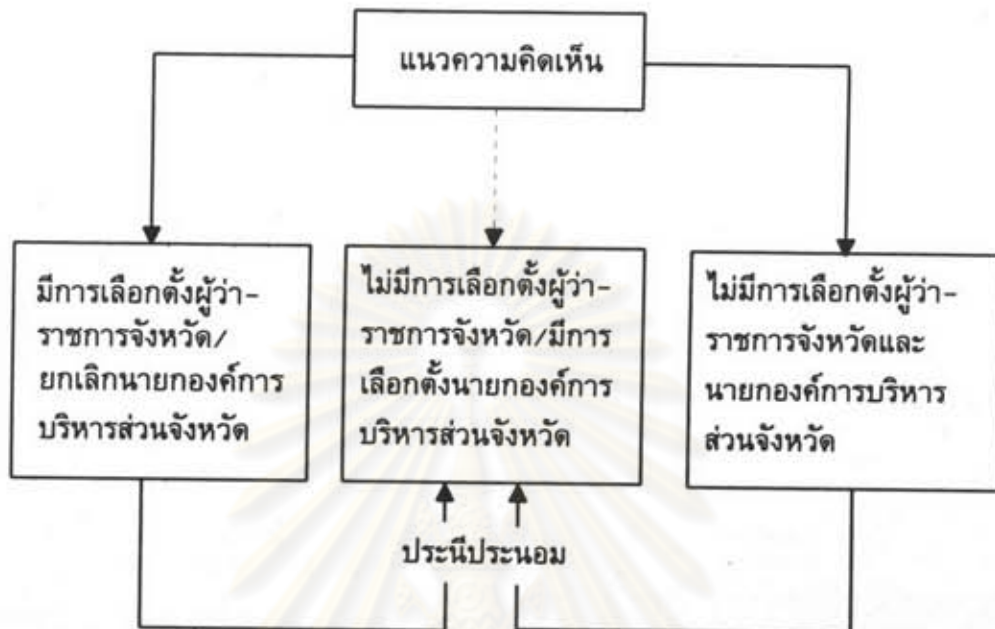 แนวความคิดเห็น
มีการเลือกตั้งผู้ว่า-
ราชการจังหวัด/
ยกเลิกนายกองค์การ
บริหารส่วนจังหวัด
ไม่มีการเลือกตั้งผู้ว่า-
ราชการจังหวัด/มีการ
เลือกตั้งนายกองค์การ
บริหารส่วนจังหวัด
ไม่มีการเลือกตั้งผู้ว่า-
ราชการจังหวัดและ
นายกองค์การบริหาร
ส่วนจังหวัด
ประนีประนอม